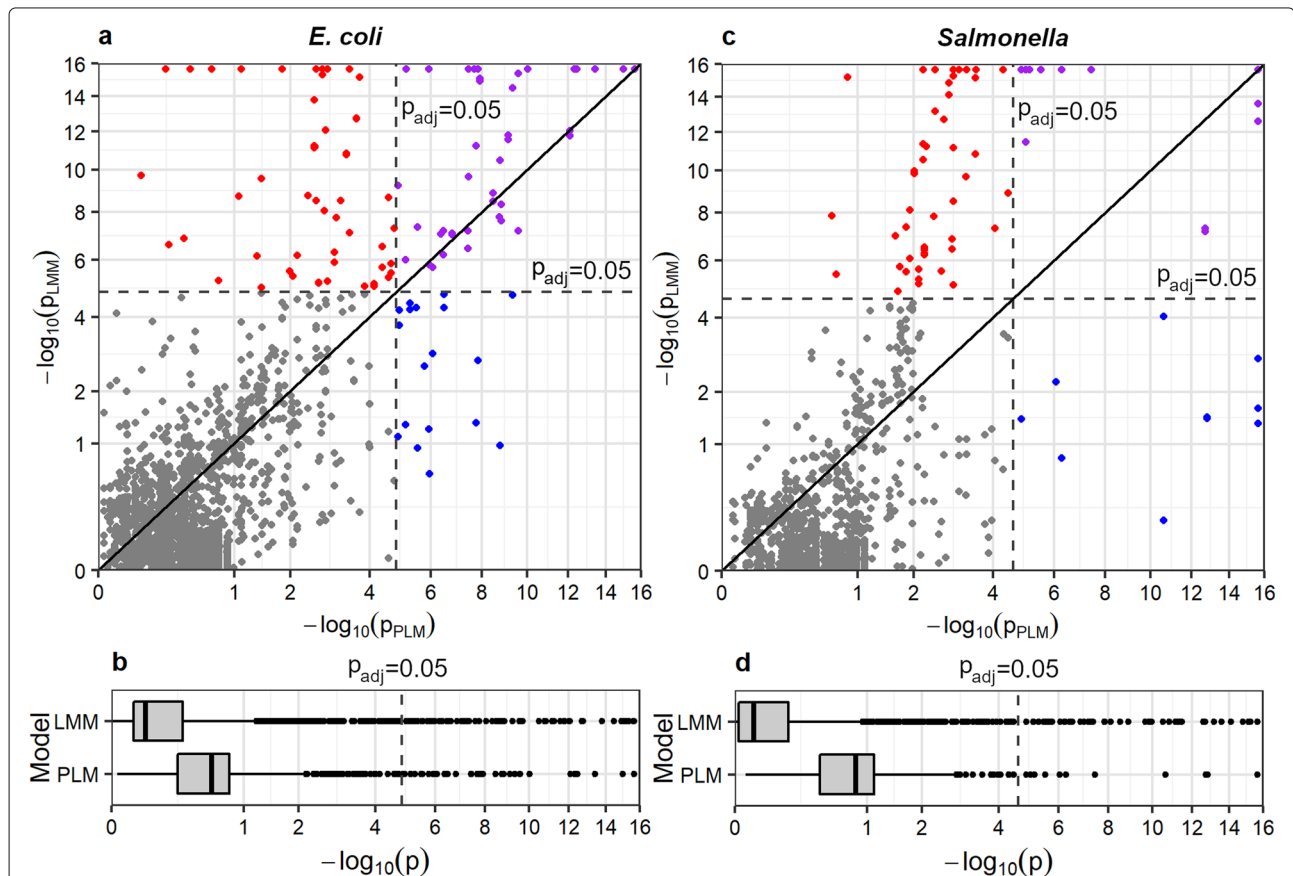 a E. coli
16
14
12
10
8
6
4
2
1
0
−log10(pLMM)
padj=0.05
padj=0.05
0 1 2 4 6 8 10 12 14 16
−log10(pPLM)
c Salmonella
16
14
12
10
8
6
4
2
1
0
−log10(pLMM)
padj=0.05
padj=0.05
0 1 2 4 6 8 10 12 14 16
−log10(pPLM)
b padj=0.05
Model
LMM
PLM
0 1 2 4 6 8 10 12 14 16
−log10(p)
d padj=0.05
Model
LMM
PLM
0 1 2 4 6 8 10 12 14 16
−log10(p)